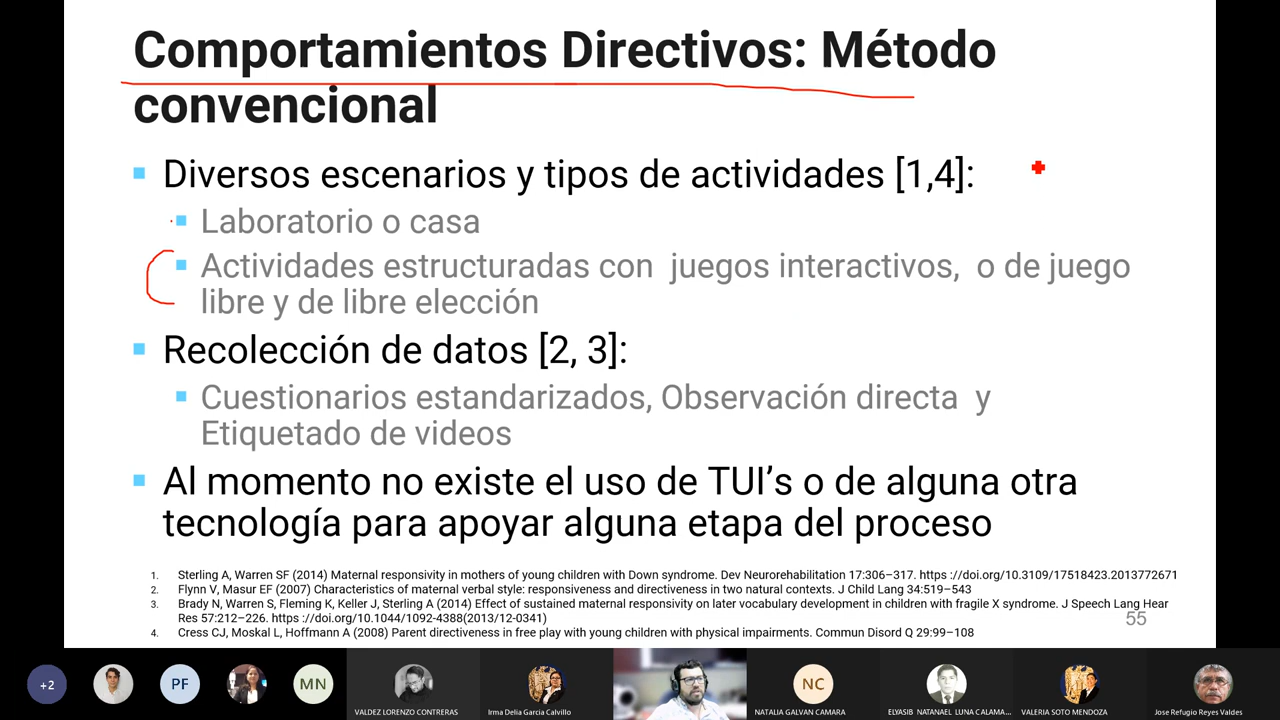 Comportamientos Directivos: Método
convencional
Diversos escenarios y tipos de actividades [1,4]:
Laboratorio o casa
Actividades estructuradas con juegos interactivos, o de juego
libre y de libre elección
Recolección de datos [2, 3]:
Cuestionarios estandarizados, Observación directa y
Etiquetado de videos
Al momento no existe el uso de TUI's o de alguna otra
tecnología para apoyar alguna etapa del proceso
1. Sterling A, Warren SF (2014) Maternal responsivity in mothers of young children with Down syndrome. Dev Neurorehabilitation 17:306–317. https ://doi.org/10.3109/17518423.2013772671
2. Flynn V, Masur EF (2007) Characteristics of maternal verbal style: responsiveness and directiveness in two natural contexts. J Child Lang 34:519–543
3. Brady N, Warren S, Fleming K, Keller J, Sterling A (2014) Effect of sustained maternal responsivity on later vocabulary development in children with fragile X syndrome. J Speech Lang Hear
Res 57:212–226. https ://doi.org/10.1044/1092-4388(2013/12-0341)
4. Cress CJ, Moskal L, Hoffmann A (2008) Parent directiveness in free play with young children with physical impairments. Commun Disord Q 29:99–108
55
+2
PF
MN
NC
VALDEZ LORENZO CONTRERAS
Irma Delia Garcia Calvillo
NATALIA GALVAN CAMARA
ELYASIB NATANAEL LUNA CALAMA...
VALERIA SOTO MENDOZA
Jose Refugio Reyes Valdes